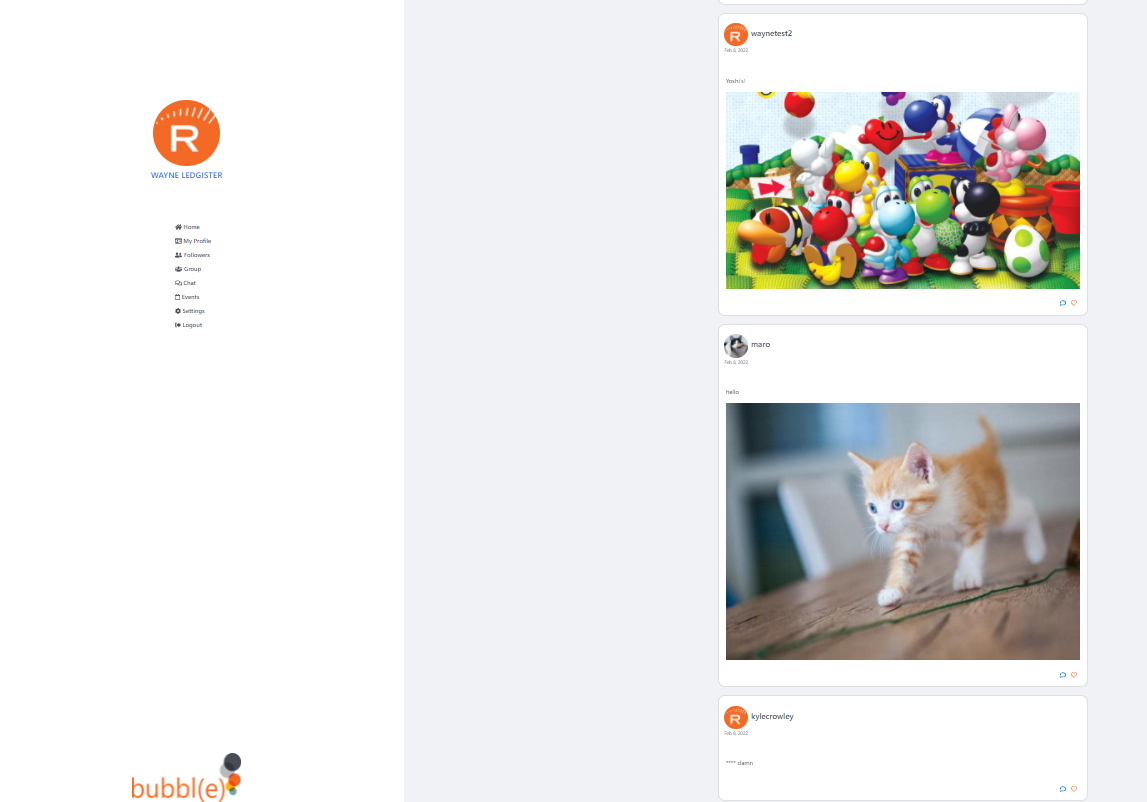 R
WAYNE LEDGISTER
Home
My Profile
Followers
Group
Chat
Events
Settings
Logout
bubbl(e)
R
waynetest2
Feb 6, 2022
Yoshi's!
maro
Feb 6, 2022
hello
R
kylecrowley
Feb 6, 2022
**** damn